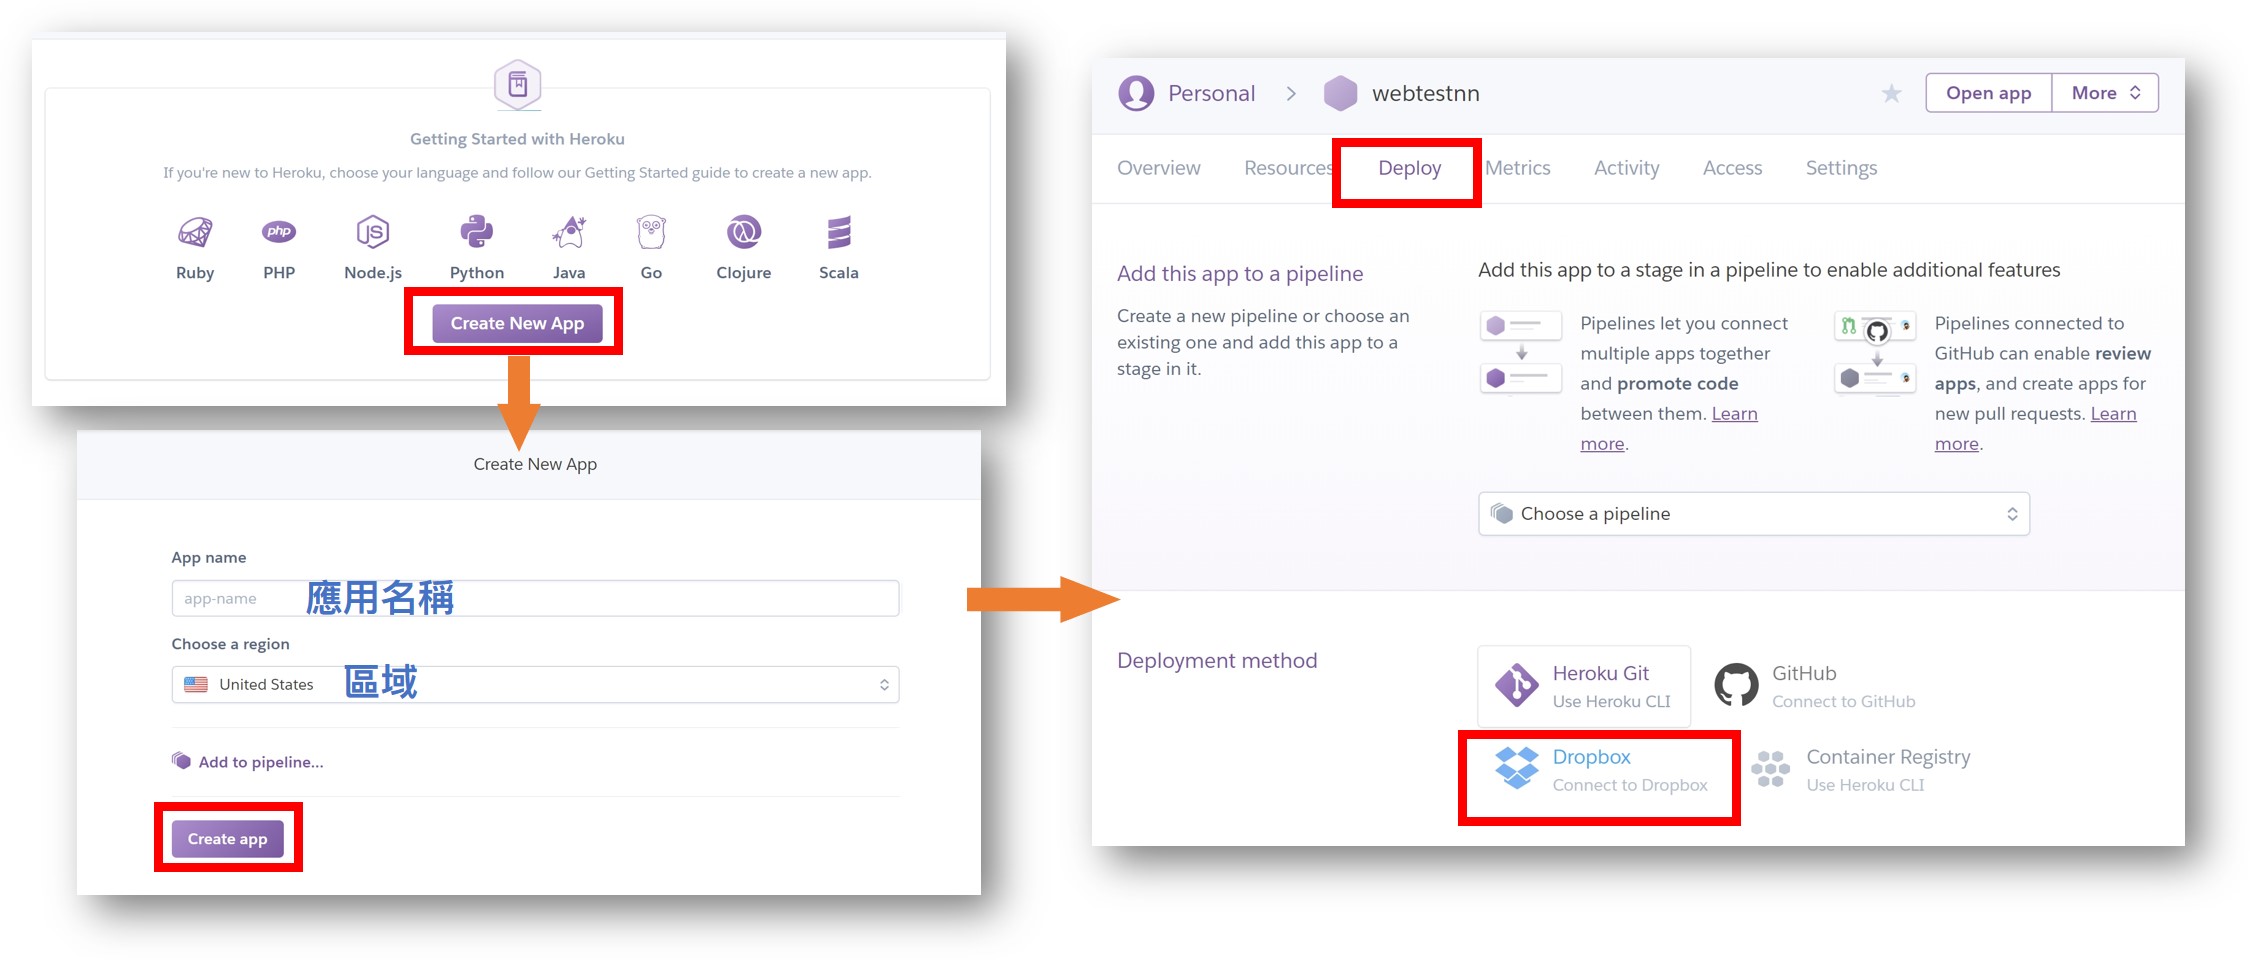 Getting Started with Heroku
If you're new to Heroku, choose your language and follow our Getting Started guide to create a new app.
php
JS
Ruby PHP Node.js Python Java Go Clojure Scala
Create New App
Create New App
App name
app-name 應用名稱
Choose a region
United States 區域
Add to pipeline...
Create app
Personal > webtestnn
Open app More
Overview Resources Deploy Metrics Activity Access Settings
Add this app to a pipeline
Create a new pipeline or choose an
existing one and add this app to a
stage in it.
Add this app to a stage in a pipeline to enable additional features
Pipelines let you connect
multiple apps together
and promote code
between them. Learn
more.
Pipelines connected to
GitHub can enable review
apps, and create apps for
new pull requests. Learn
more.
Choose a pipeline
Deployment method
Heroku Git
Use Heroku CLI
GitHub
Connect to GitHub
Dropbox
Connect to Dropbox
Container Registry
Use Heroku CLI